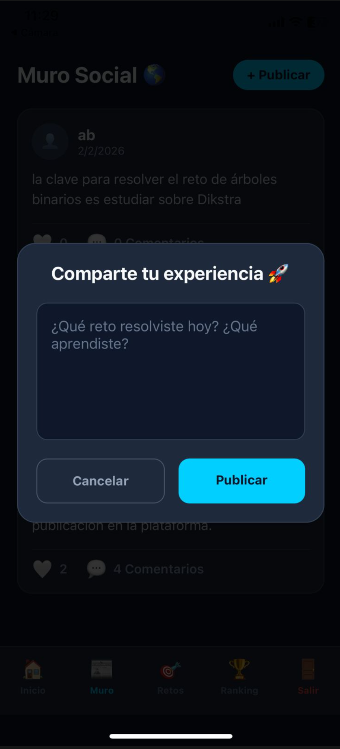 Muro Social 🌎
+ Publicar
ab
2/2/2026
la clave para resolver el reto de árboles
binarios es estudiar sobre Dikstra
0 0 Comentarios
Comparte tu experiencia 🚀
¿Qué reto resolviste hoy? ¿Qué
aprendiste?
Cancelar
Publicar
publicación en la plataforma.
2 4 Comentarios
Inicio
Muro
Retos
Ranking
Salir